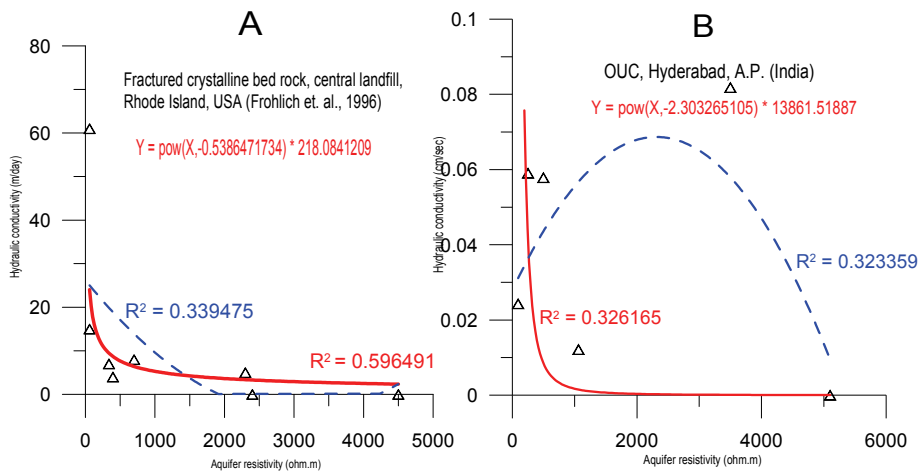 A
80
60
40
20
0
Hydraulic conductivity (m/day)
Fractured crystalline bed rock, central landfill,
Rhode Island, USA (Frohlich et. al., 1996)
Y = pow(X,-0.5386471734) * 218.0841209
R² = 0.339475
R² = 0.596491
0 1000 2000 3000 4000 5000
Aquifer resistivity (ohm.m)
B
0.1
0.08
0.06
0.04
0.02
0
Hydraulic conductivity (cm/sec)
OUC, Hyderabad, A.P. (India)
Y = pow(X,-2.303265105) * 13861.51887
R² = 0.323359
R² = 0.326165
0 2000 4000 6000
Aquifer resistivity (ohm.m)